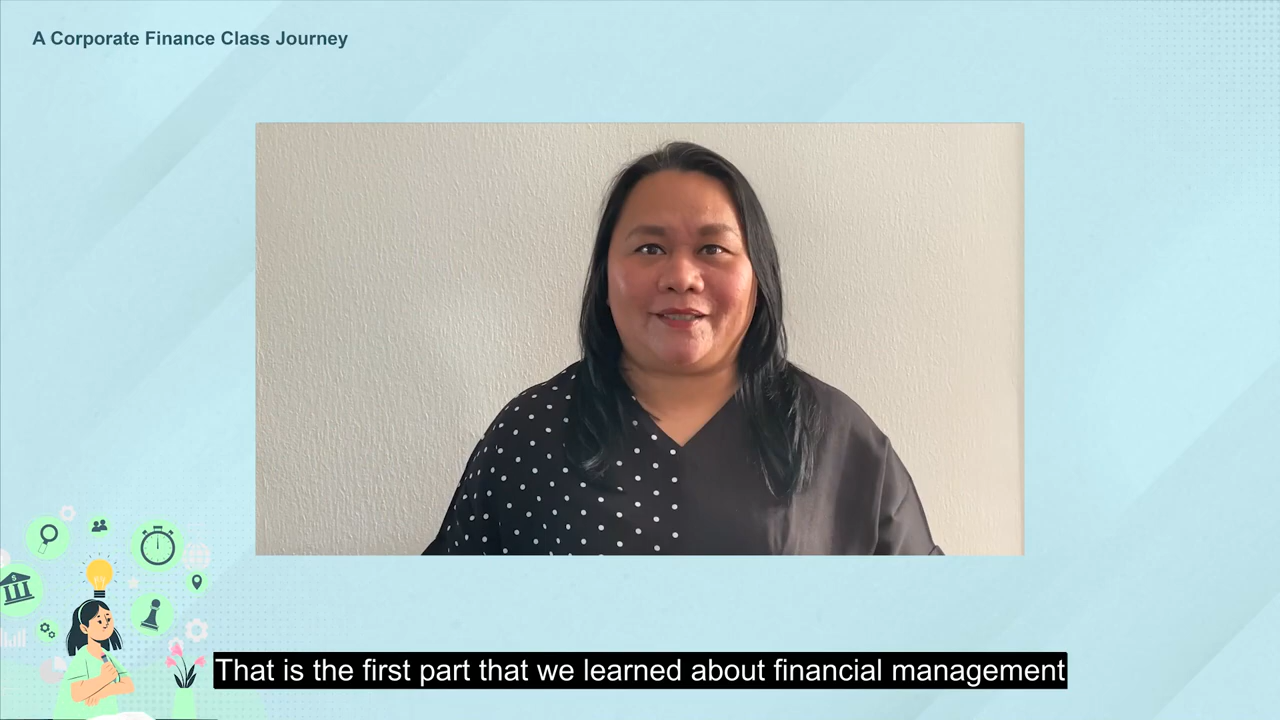 A Corporate Finance Class Journey
That is the first part that we learned about financial management